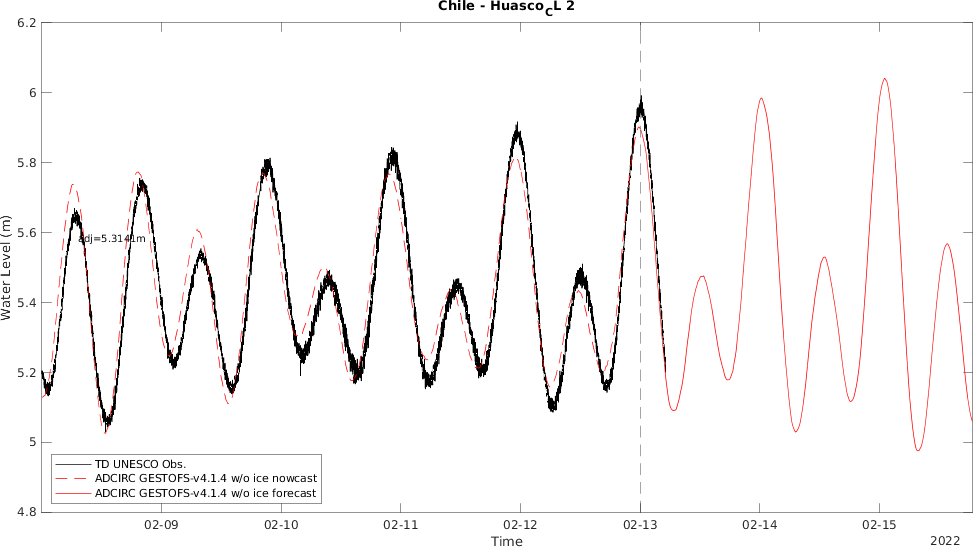 Chile - Huasco_CL 2
Water Level (m)
6.2
6
5.8
5.6
5.4
5.2
5
4.8
adj=5.3141m
TD UNESCO Obs.
ADCIRC GESTOFS-v4.1.4 w/o ice nowcast
ADCIRC GESTOFS-v4.1.4 w/o ice forecast
02-09 02-10 02-11 02-12 02-13 02-14 02-15
Time
2022